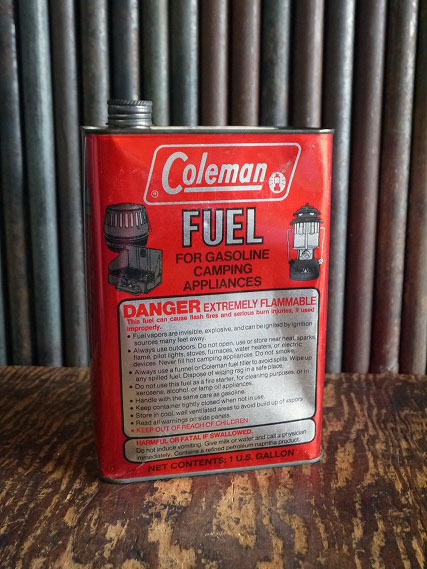 Coleman
®
FUEL
FOR GASOLINE
CAMPING
APPLIANCES
DANGER EXTREMELY FLAMMABLE
This fuel can cause flash fires and serious burn injuries, if used
improperly.
• Fuel vapors are invisible, explosive, and can be ignited by ignition
sources many feet away.
• Always use outdoors. Do not open, use or store near heat, sparks,
flame, pilot lights, stoves, furnaces, water heaters, or electric
devices. Never fill hot camping appliances. Do not smoke.
• Always use a funnel or Coleman fuel filler to avoid spills. Wipe up
any spilled fuel. Dispose of wiping rag in a safe place.
• Do not use this fuel as a fire starter, for cleaning purposes, or in
kerosene, alcohol, or lamp oil appliances.
• Handle with the same care as gasoline.
• Keep container tightly closed when not in use.
• Store in cool, well ventilated areas to avoid build up of vapors.
• Read all warnings on side panels.
• KEEP OUT OF REACH OF CHILDREN
HARMFUL OR FATAL IF SWALLOWED.
Do not induce vomiting. Give milk or water and call a physician
immediately. Contains a refined petroleum naphtha product.
NET CONTENTS: 1 U.S. GALLON